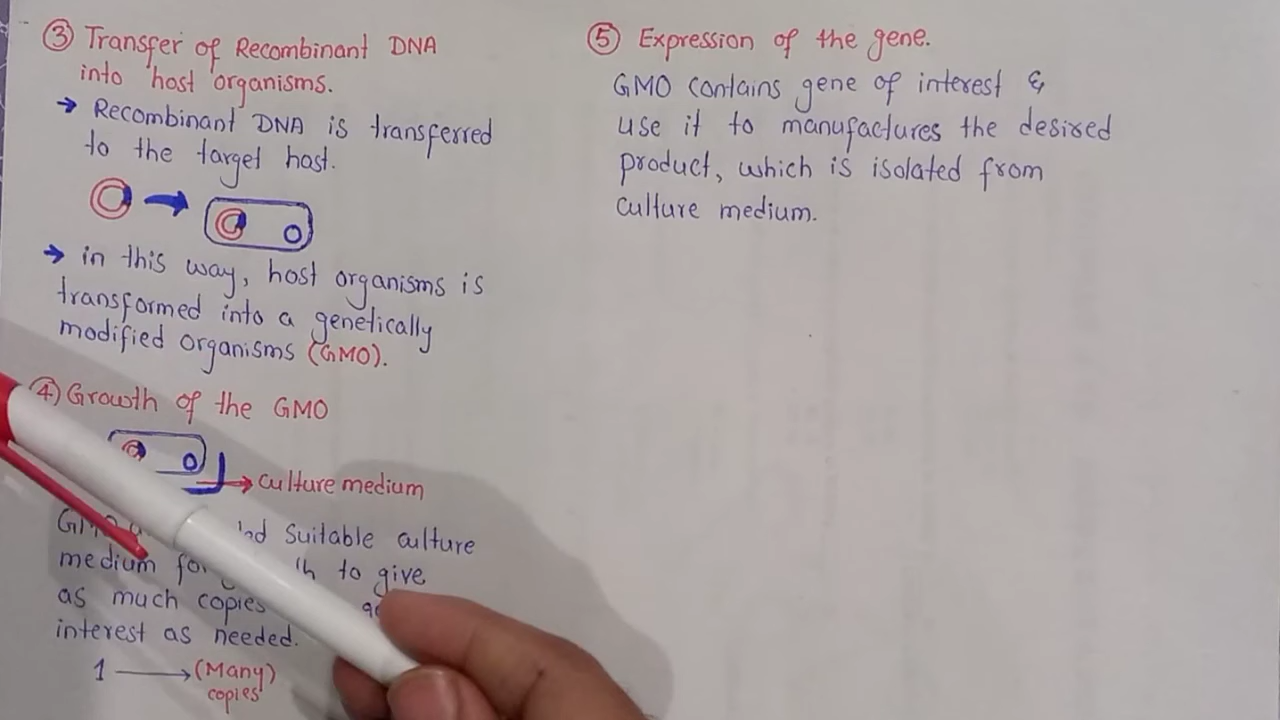 ③ Transfer of Recombinant DNA
into host organisms.
→ Recombinant DNA is transferred
to the target host.
→ in this way, host organisms is
transformed into a genetically
modified organisms (GMO).
④ Growth of the GMO
→ Culture medium
suitable culture
medium to give
as much copies
interest as needed.
1 → (Many)
copies
⑤ Expression of the gene.
GMO contains gene of interest &
use it to manufactures the desired
product, which is isolated from
culture medium.